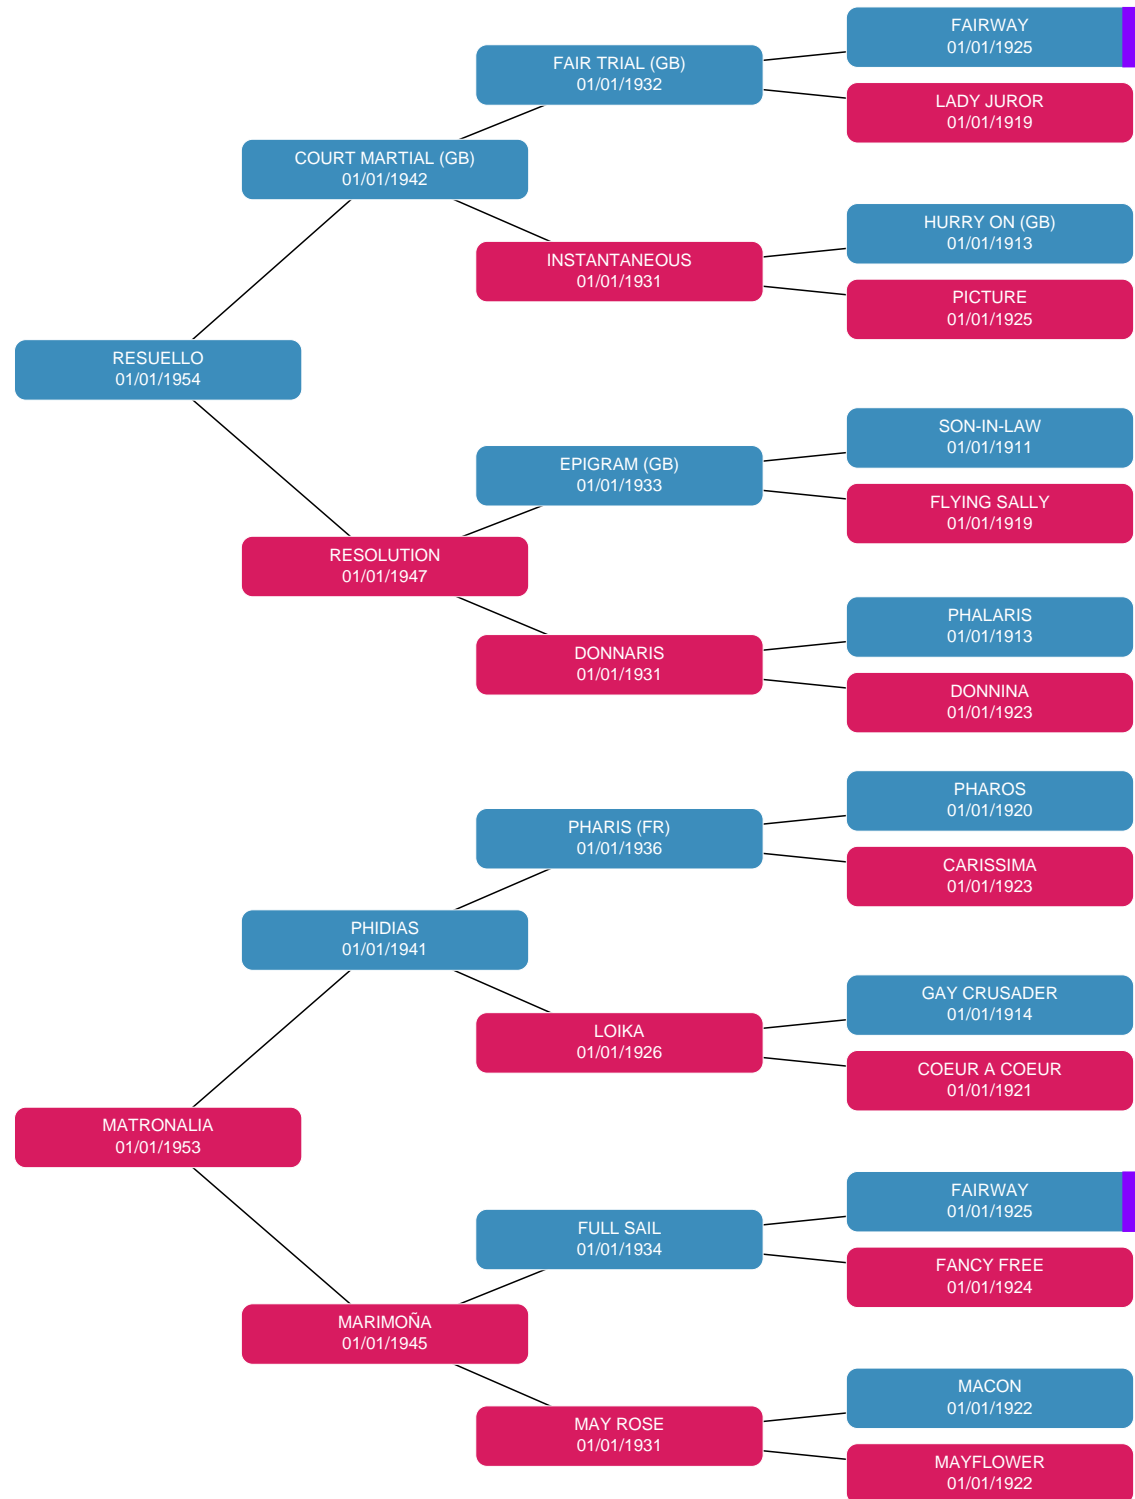 FAIRWAY
01/01/1925
FAIR TRIAL (GB)
01/01/1932
LADY JUROR
01/01/1919
COURT MARTIAL (GB)
01/01/1942
HURRY ON (GB)
01/01/1913
INSTANTANEOUS
01/01/1931
PICTURE
01/01/1925
RESUELLO
01/01/1954
SON-IN-LAW
01/01/1911
EPIGRAM (GB)
01/01/1933
FLYING SALLY
01/01/1919
RESOLUTION
01/01/1947
PHALARIS
01/01/1913
DONNARIS
01/01/1931
DONNINA
01/01/1923
PHAROS
01/01/1920
PHARIS (FR)
01/01/1936
CARISSIMA
01/01/1923
PHIDIAS
01/01/1941
GAY CRUSADER
01/01/1914
LOIKA
01/01/1926
COEUR A COEUR
01/01/1921
MATRONALIA
01/01/1953
FAIRWAY
01/01/1925
FULL SAIL
01/01/1934
FANCY FREE
01/01/1924
MARIMOÑA
01/01/1945
MACON
01/01/1922
MAY ROSE
01/01/1931
MAYFLOWER
01/01/1922